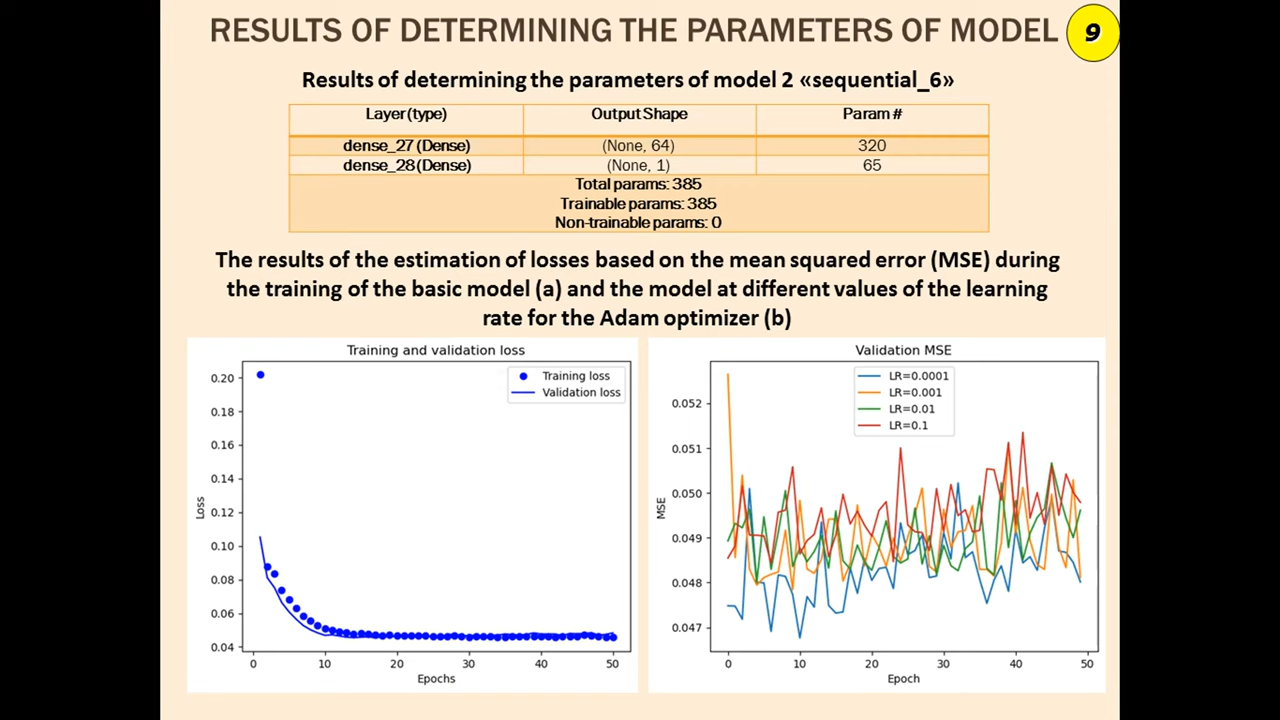 RESULTS OF DETERMINING THE PARAMETERS OF MODEL
9
Results of determining the parameters of model 2 «sequential_6»
Layer (type) Output Shape Param #
dense_27 (Dense) (None, 64) 320
dense_28 (Dense) (None, 1) 65
Total params: 385
Trainable params: 385
Non-trainable params: 0
The results of the estimation of losses based on the mean squared error (MSE) during
the training of the basic model (a) and the model at different values of the learning
rate for the Adam optimizer (b)
Training and validation loss
Training loss
Validation loss
0.20
0.18
0.16
0.14
0.12
0.10
0.08
0.06
0.04
Loss
0 10 20 30 40 50
Epochs
Validation MSE
LR=0.0001
LR=0.001
LR=0.01
LR=0.1
0.052
0.051
0.050
0.049
0.048
0.047
MSE
0 10 20 30 40 50
Epoch